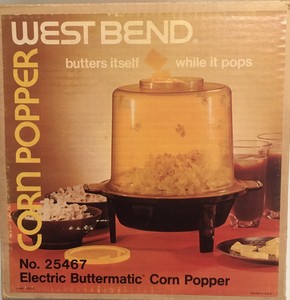 WEST BEND®
butters itself while it pops
CORN POPPER
No. 25467
Electric Buttermatic® Corn Popper